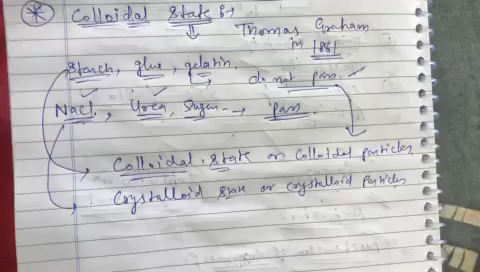 Colloidal State :→
Thomas Graham
in 1861
Starch, glue, gelatin, → do not pass.
NaCl, Urea, Sugar → pass.
Colloidal state or Colloidal particles
Crystalloid state or crystalloid particles